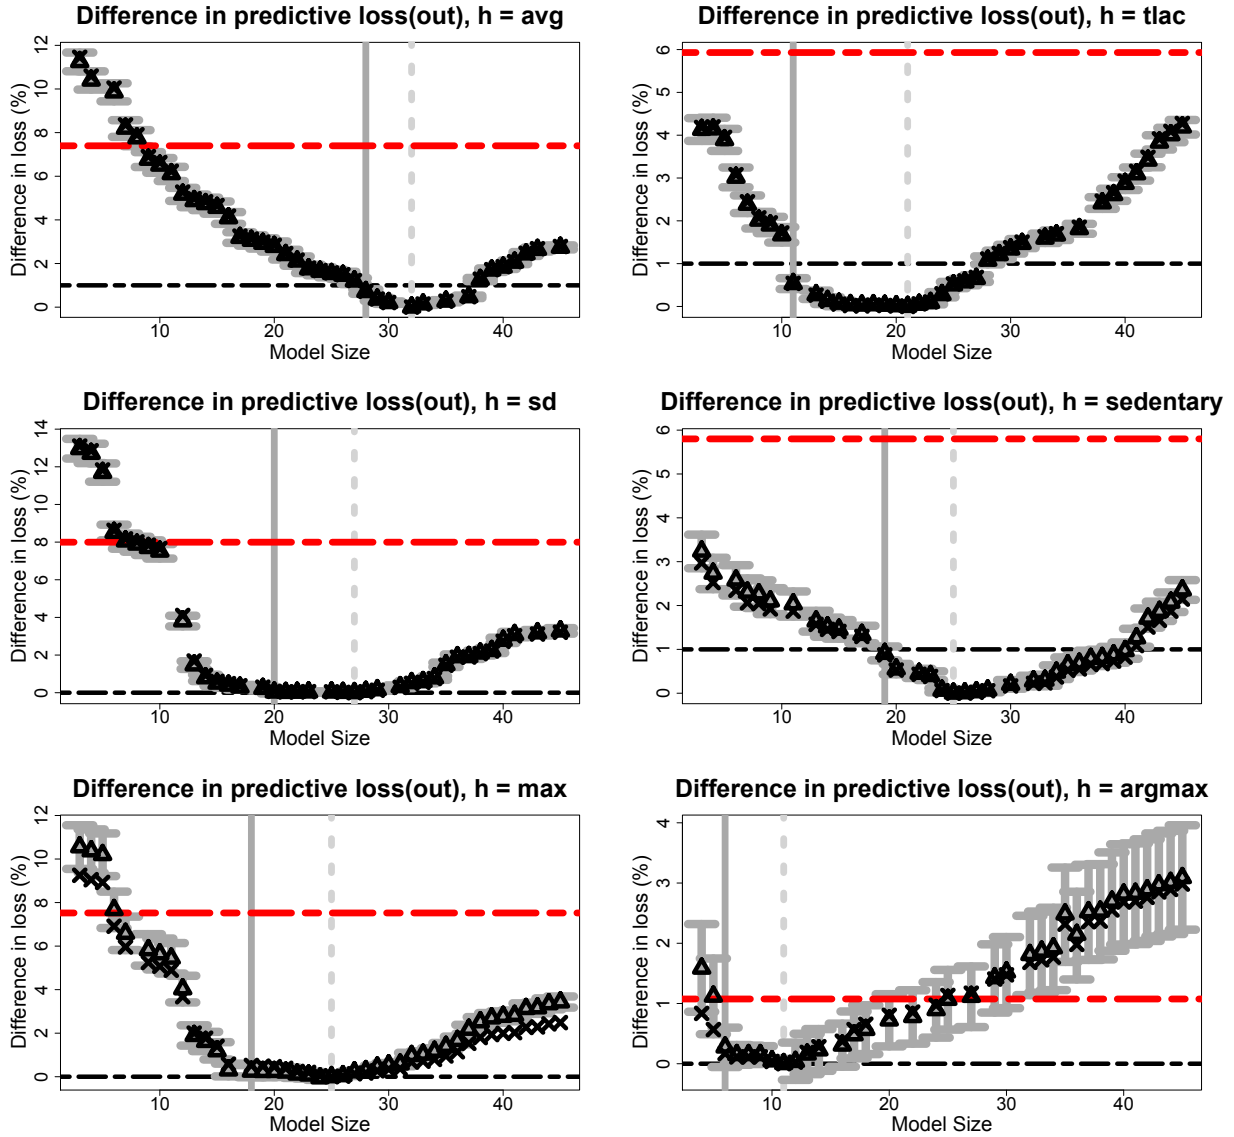 Difference in predictive loss(out), h = avg
Difference in loss (%)
0 2 4 6 8 10 12
10 20 30 40
Model Size
Difference in predictive loss(out), h = tlac
Difference in loss (%)
0 1 2 3 4 5 6
10 20 30 40
Model Size
Difference in predictive loss(out), h = sd
Difference in loss (%)
0 2 4 6 8 10 12 14
10 20 30 40
Model Size
Difference in predictive loss(out), h = sedentary
Difference in loss (%)
0 1 2 3 4 5 6
10 20 30 40
Model Size
Difference in predictive loss(out), h = max
Difference in loss (%)
0 2 4 6 8 10 12
10 20 30 40
Model Size
Difference in predictive loss(out), h = argmax
Difference in loss (%)
0 1 2 3 4
10 20 30 40
Model Size